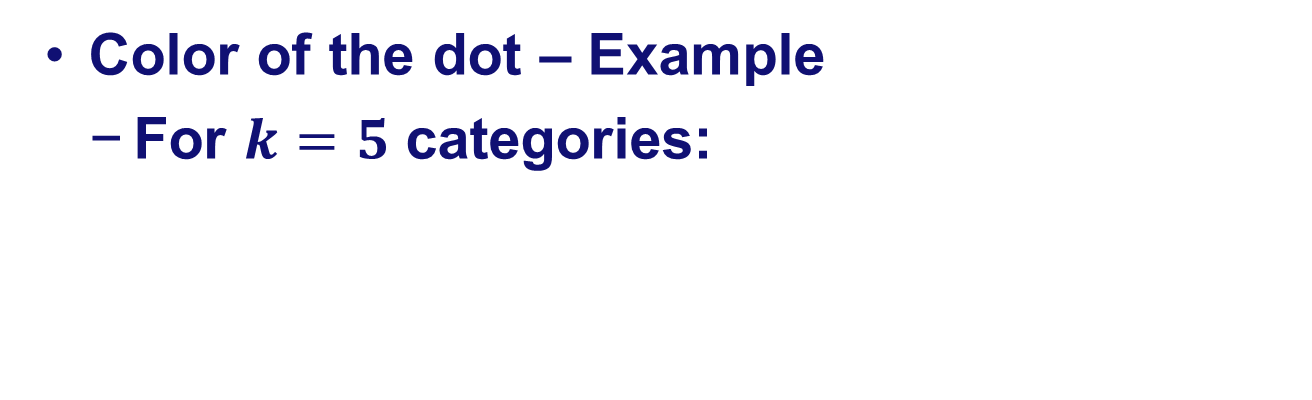 • Color of the dot – Example
– For k = 5 categories: